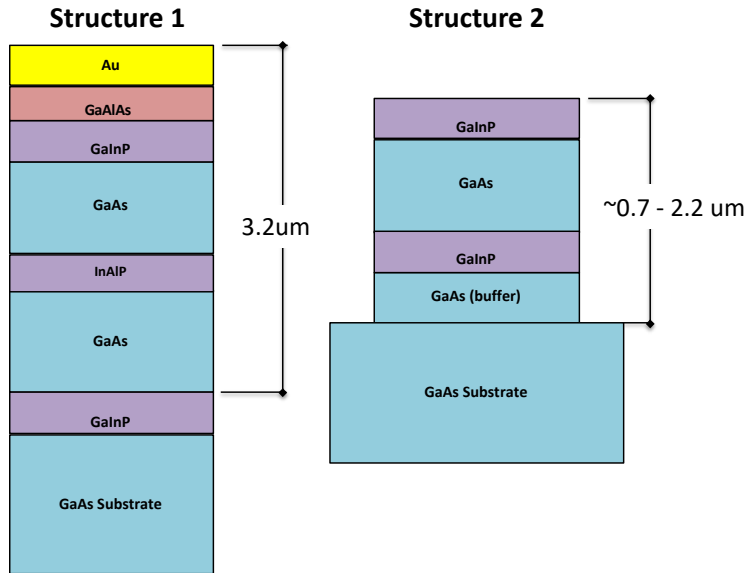 Structure 1
Structure 2
Au
GaAlAs
GaInP
GaAs
InAlP
GaAs
GaInP
GaAs Substrate
3.2um
GaInP
GaAs
GaInP
GaAs (buffer)
GaAs Substrate
~0.7 - 2.2 um